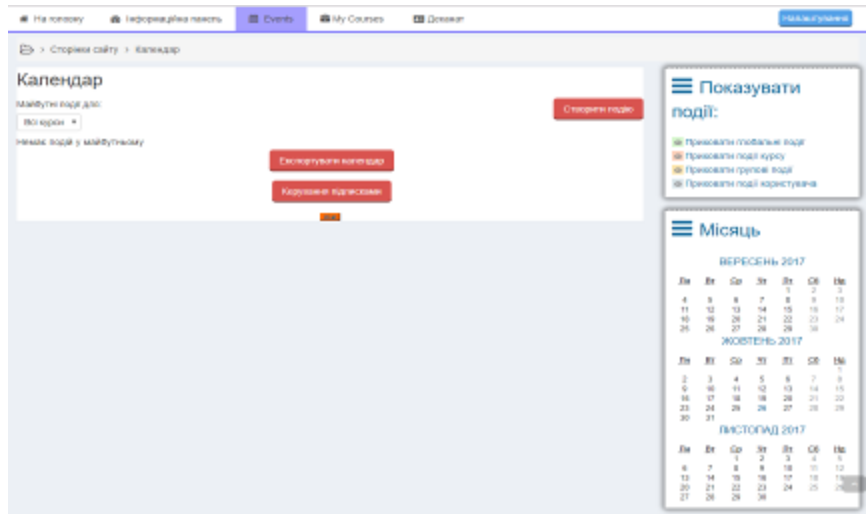 На головну Інформаційна панель Events My Courses Деканат Налаштування
> Сторінки сайту > Календар
Календар
Майбутні події для:
Всі курси
Створити подію
Немає подій у майбутньому
Експортувати календар
Керування підписками
Показувати
події:
Приховати глобальні події
Приховати події курсу
Приховати групові події
Приховати події користувача
Місяць
ВЕРЕСЕНЬ 2017
Пн Вт Ср Чт Пт Сб Нд
1 2 3
4 5 6 7 8 9 10
11 12 13 14 15 16 17
18 19 20 21 22 23 24
25 26 27 28 29 30
ЖОВТЕНЬ 2017
Пн Вт Ср Чт Пт Сб Нд
1
2 3 4 5 6 7 8
9 10 11 12 13 14 15
16 17 18 19 20 21 22
23 24 25 26 27 28 29
30 31
ЛИСТОПАД 2017
Пн Вт Ср Чт Пт Сб Нд
1 2 3 4 5
6 7 8 9 10 11 12
13 14 15 16 17 18
20 21 22 23 24 25
27 28 29 30